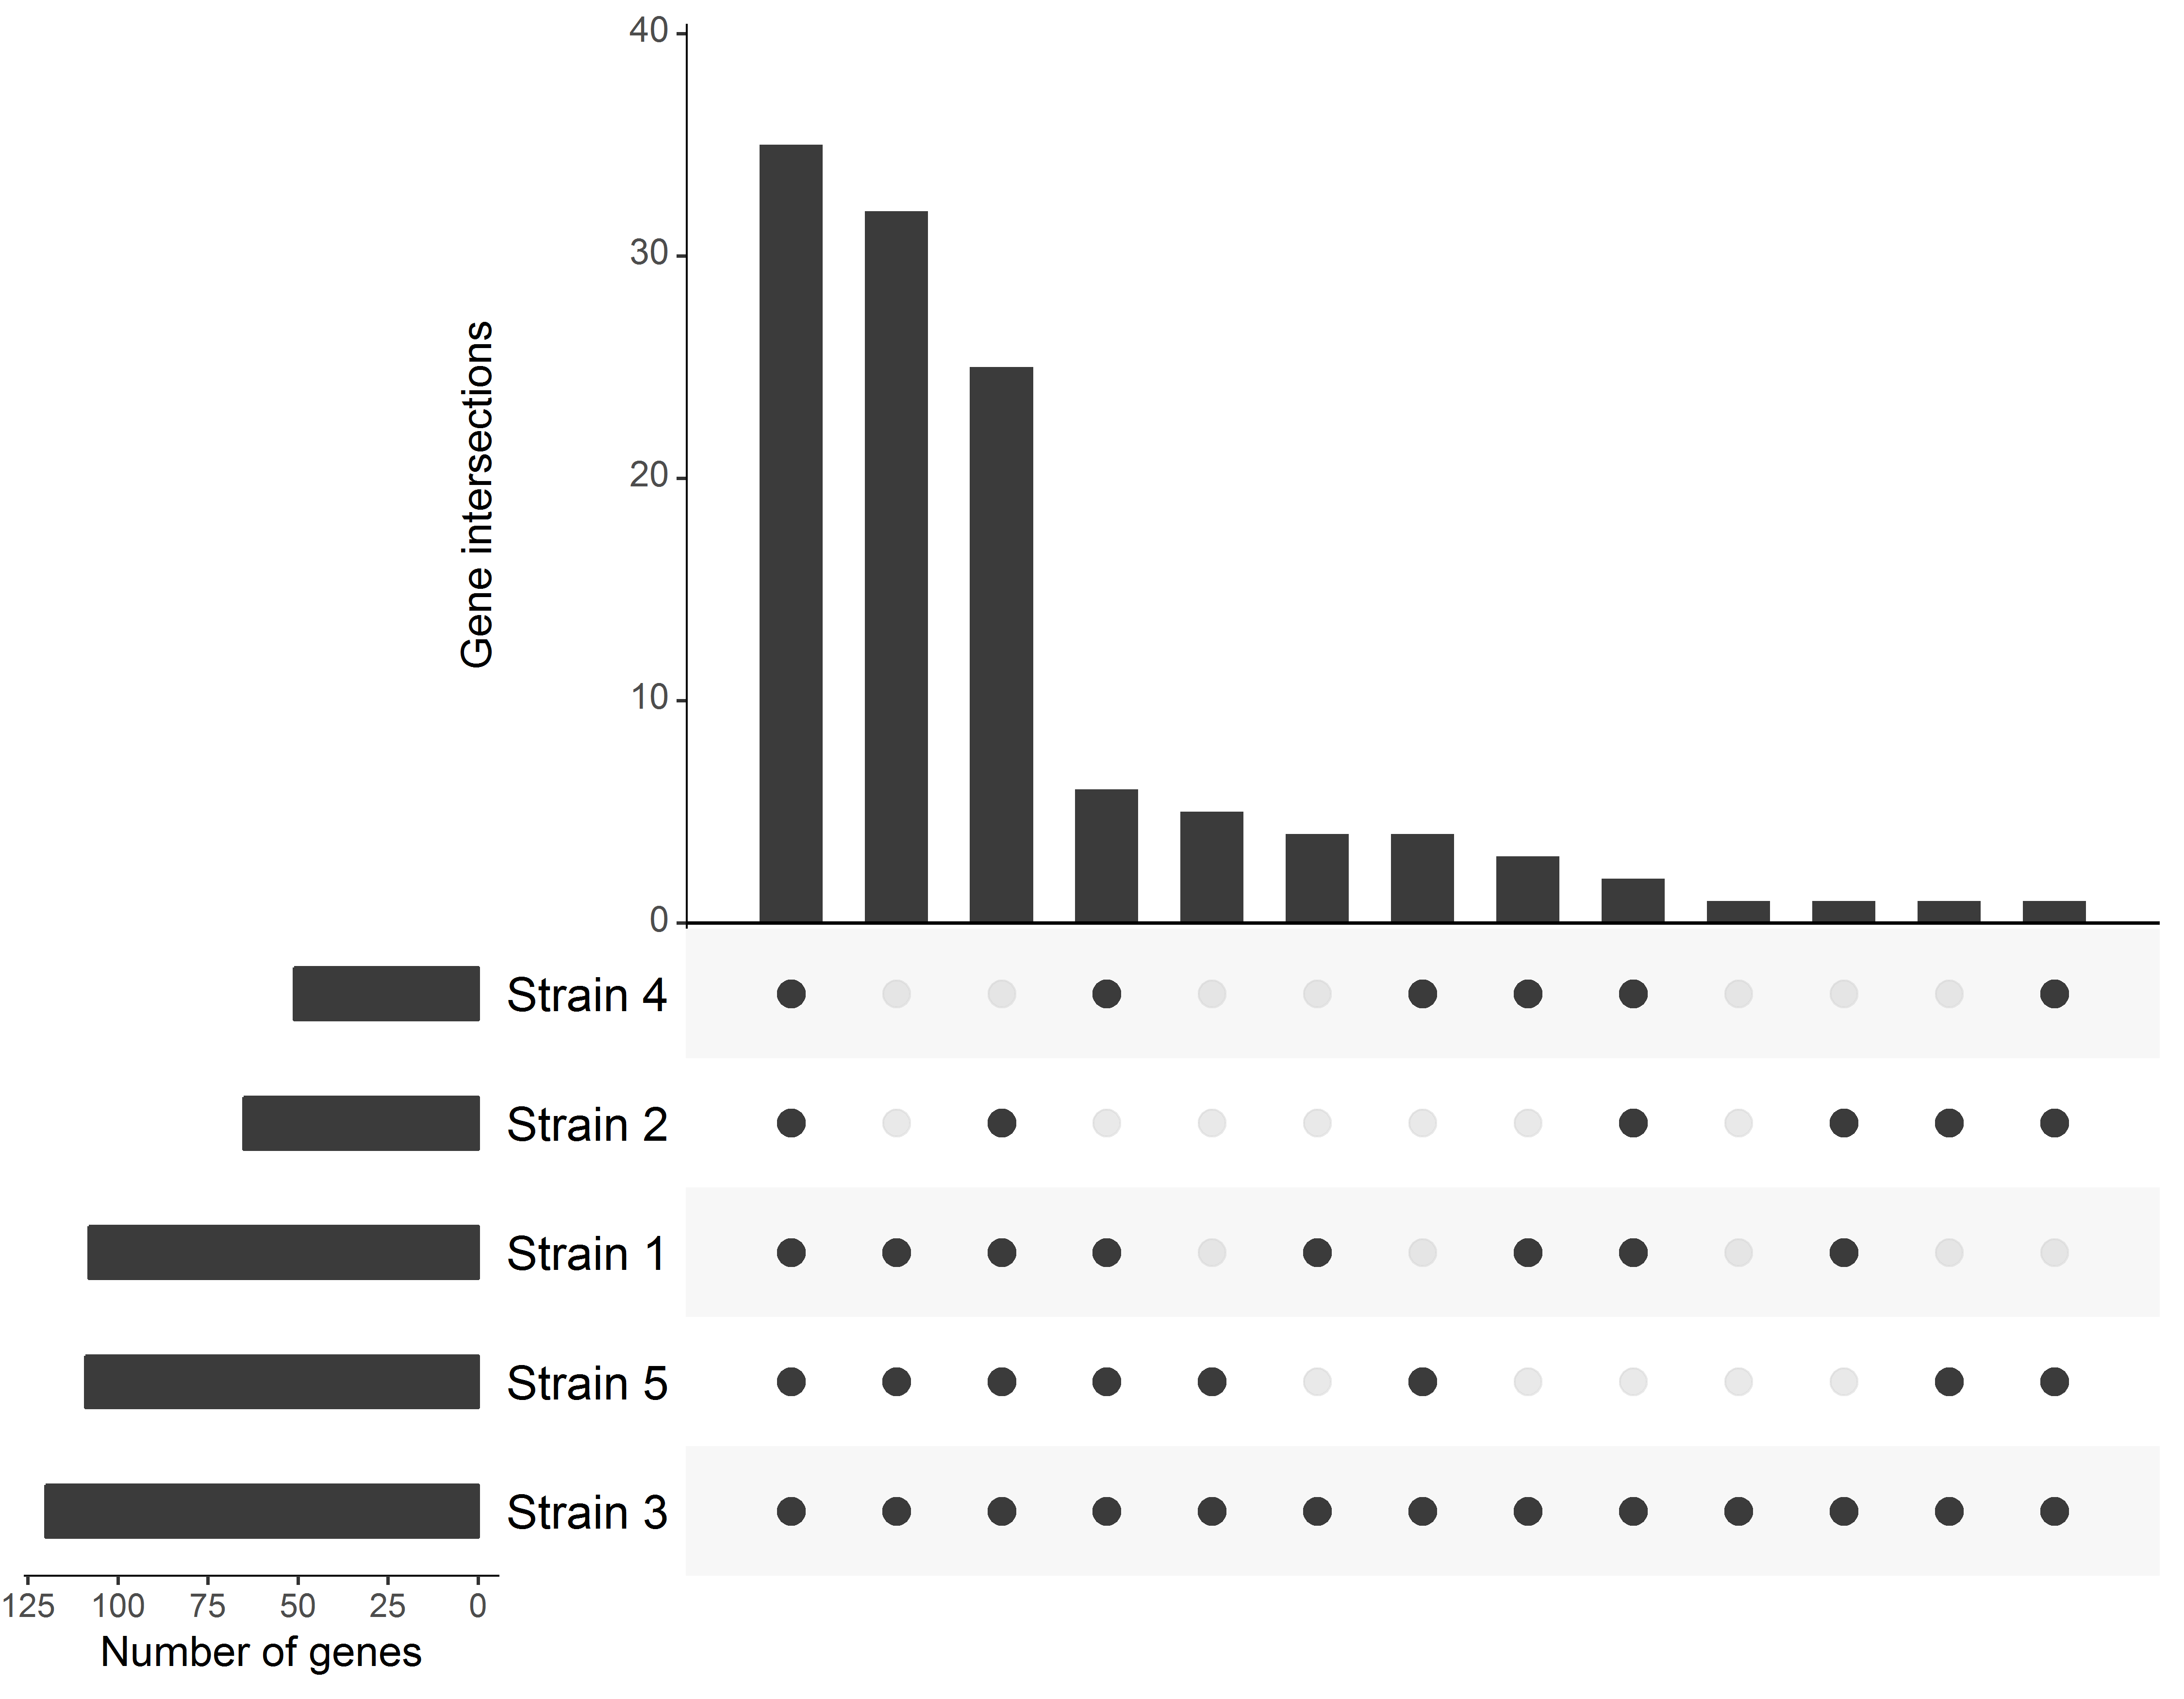 40
30
20
10
0
Gene intersections
Strain 4
Strain 2
Strain 1
Strain 5
Strain 3
125 100 75 50 25 0
Number of genes